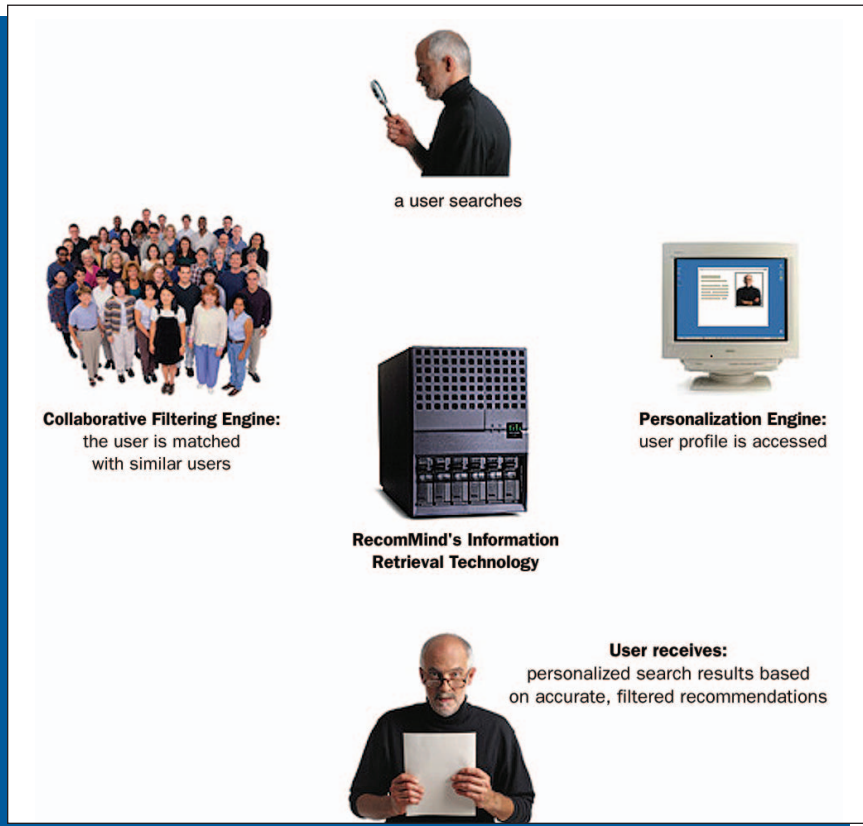 a user searches
Collaborative Filtering Engine:
the user is matched
with similar users
Personalization Engine:
user profile is accessed
RecomMind's Information
Retrieval Technology
User receives:
personalized search results based
on accurate, filtered recommendations